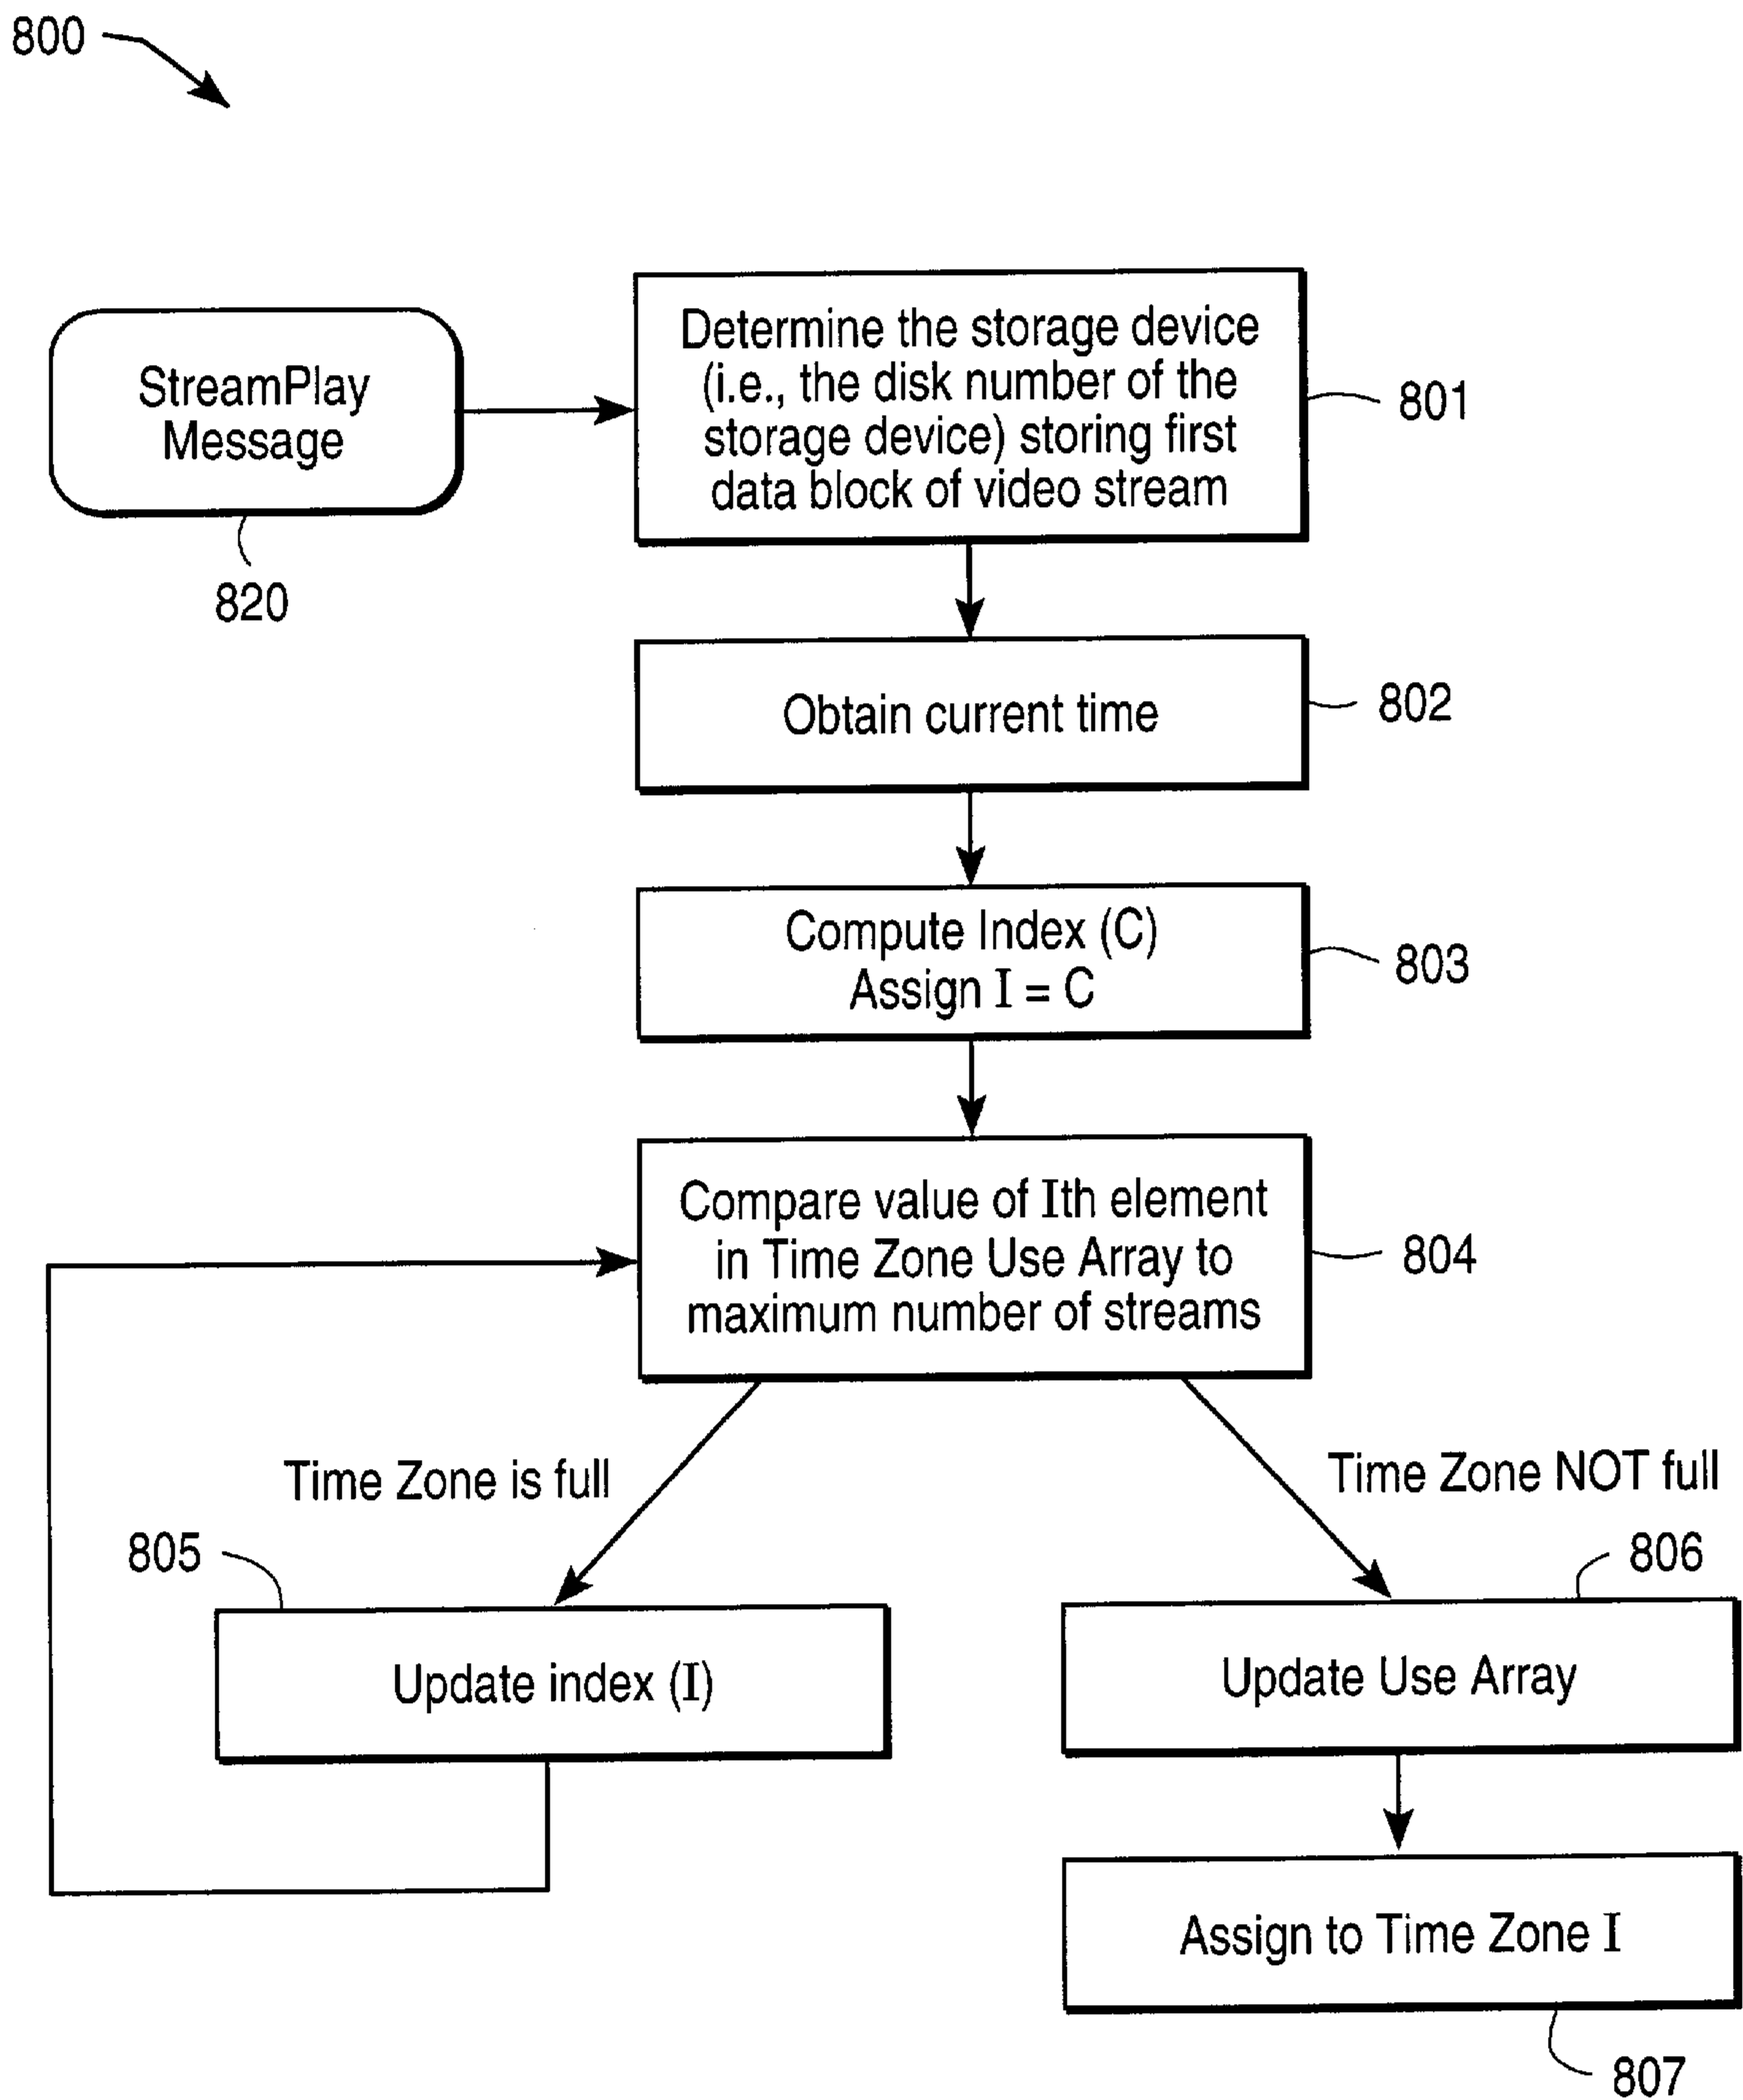 800
StreamPlay
Message
820
Determine the storage device
(i.e., the disk number of the
storage device) storing first
data block of video stream
801
Obtain current time
802
Compute Index (C)
Assign I = C
803
Compare value of Ith element
in Time Zone Use Array to
maximum number of streams
804
Time Zone is full
Time Zone NOT full
805
806
Update index (I)
Update Use Array
Assign to Time Zone I
807